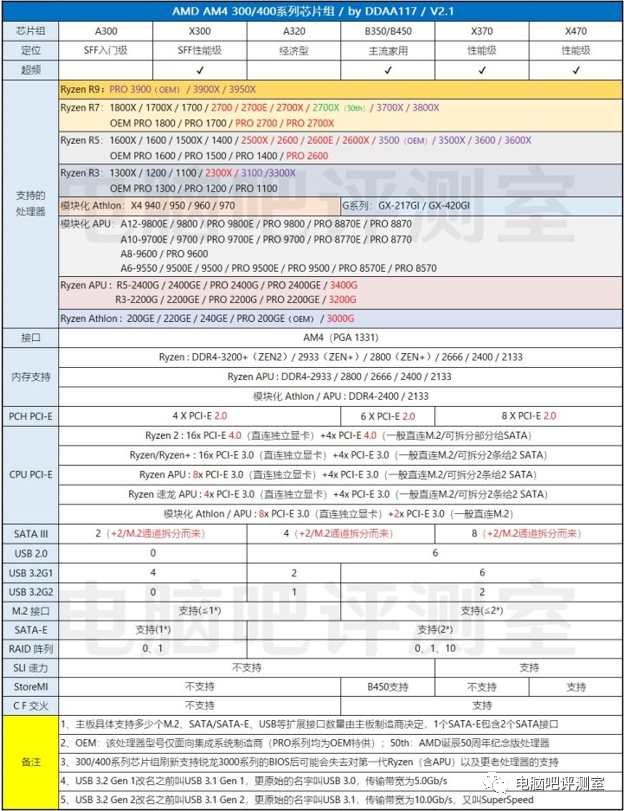 AMD AM4 300/400系列芯片组 / by DDAA117 / V2.1
芯片组 A300 X300 A320 B350/B450 X370 X470
定位 SFF入门级 SFF性能级 经济型 主流家用 性能级 性能级
超频 ✓ ✓ ✓ ✓
支持的处理器
Ryzen R9：PRO 3900（OEM）/ 3900X / 3950X
Ryzen R7：1800X / 1700X / 1700 / 2700 / 2700E / 2700X / 2700X（50th）/ 3700X / 3800X
OEM PRO 1800 / PRO 1700 / PRO 2700 / PRO 2700X
Ryzen R5：1600X / 1600 / 1500X / 1400 / 2500X / 2600 / 2600E / 2600X / 3500（OEM）/ 3500X / 3600 / 3600X
OEM PRO 1600 / PRO 1500 / PRO 1400 / PRO 2600
Ryzen R3：1300X / 1200 / 1100 / 2300X / 3100 /3300X
OEM PRO 1300 / PRO 1200 / PRO 1100
模块化 Athlon：X4 940 / 950 / 960 / 970 G系列：GX-217GI / GX-420GI
模块化 APU：A12-9800E / 9800 / PRO 9800E / PRO 9800 / PRO 8870E / PRO 8870
A10-9700E / 9700 / PRO 9700E / PRO 9700 / PRO 8770E / PRO 8770
A8-9600 / PRO 9600
A6-9550 / 9500E / 9500 / PRO 9500E / PRO 9500 / PRO 8570E / PRO 8570
Ryzen APU：R5-2400G / 2400GE / PRO 2400G / PRO 2400GE / 3400G
R3-2200G / 2200GE / PRO 2200G / PRO 2200GE / 3200G
Ryzen Athlon：200GE / 220GE / 240GE / PRO 200GE（OEM）/ 3000G
接口 AM4（PGA 1331）
内存支持
Ryzen : DDR4-3200+（ZEN2）/ 2933（ZEN+）/ 2800（ZEN+）/ 2666 / 2400 / 2133
Ryzen APU : DDR4-2933 / 2800 / 2666 / 2400 / 2133
模块化 Athlon / APU : DDR4-2400 / 2133
PCH PCI-E 4 X PCI-E 2.0 6 X PCI-E 2.0 8 X PCI-E 2.0
CPU PCI-E
Ryzen 2 : 16x PCI-E 4.0（直连独立显卡）+4x PCI-E 4.0（一般直连M.2/可拆分部分给SATA）
Ryzen/Ryzen+ : 16x PCI-E 3.0（直连独立显卡）+4x PCI-E 3.0（一般直连M.2/可拆分2条给2 SATA）
Ryzen APU : 8x PCI-E 3.0（直连独立显卡）+4x PCI-E 3.0（一般直连M.2/可拆分2条给2 SATA）
Ryzen 速龙 APU : 4x PCI-E 3.0（直连独立显卡）+4x PCI-E 3.0（一般直连M.2/可拆分2条给2 SATA）
模块化 Athlon / APU : 8x PCI-E 3.0（直连独立显卡）+2x PCI-E 3.0（一般直连M.2）
SATA III 2（+2/M.2通道拆分而来） 4（+2/M.2通道拆分而来） 8（+2/M.2通道拆分而来）
USB 2.0 0 6
USB 3.2G1 4 2 6
USB 3.2G2 0 1 2
M.2 接口 支持(≤1*) 支持(≤2*)
SATA-E 支持(1*) 支持(2*)
RAID 阵列 0、1 0、1、10
SLI 速力 不支持 支持
StoreMI 不支持 B450支持 不支持 支持
C F 交火 不支持 支持
备注
1、主板具体支持多少个M.2、SATA/SATA-E、USB等扩展接口数量由主板制造商决定，1个SATA-E包含2个SATA接口
2、OEM：该处理器型号仅面向集成系统制造商（PRO系列均为OEM特供）；50th：AMD诞辰50周年纪念版处理器
3、300/400系列芯片组刷新支持锐龙3000系列的BIOS后可能会失去对第一代Ryzen（含APU）以及更老处理器的支持
4、USB 3.2 Gen 1改名之前叫USB 3.1 Gen 1，更原始的名字叫USB 3.0，传输带宽为5.0Gb/s
5、USB 3.2 Gen 2改名之前叫USB 3.1 Gen 2，更原始的名字叫USB 3.1，传输带宽为10.0Gb/s，又叫SuperSpeed
电脑吧评测室
电脑吧评测室
电脑吧评测室